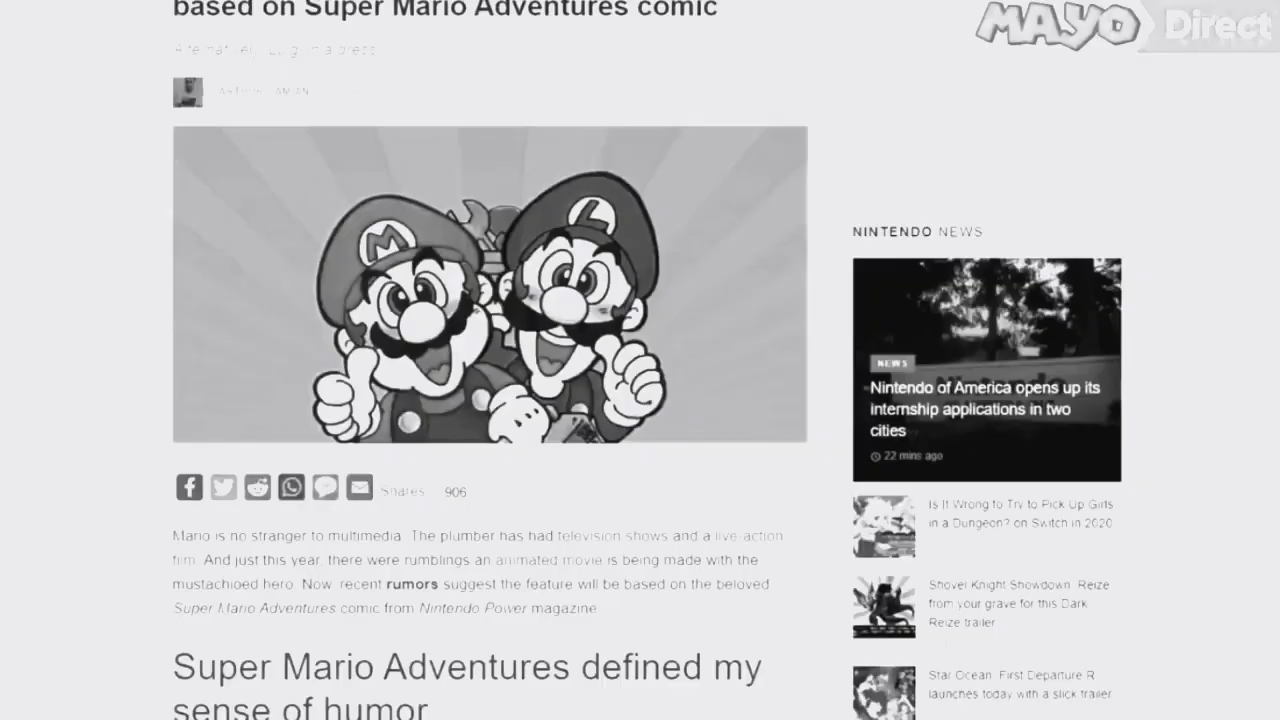 based on Super Mario Adventures comic
MAYO Direct
M
L
Shares 906
Mario is no stranger to multimedia. The plumber has had television shows and a live-action
film. And just this year, there were rumblings an animated movie is being made with the
mustachioed hero. Now, recent rumors suggest the feature will be based on the beloved
Super Mario Adventures comic from Nintendo Power magazine.
Super Mario Adventures defined my
sense of humor
NINTENDO NEWS
NEWS
Nintendo of America opens up its
internship applications in two
cities
22 mins ago
Is It Wrong to Try to Pick Up Girls
in a Dungeon? on Switch in 2020
Shovel Knight Showdown: Reize
from your grave for this Dark
Reize trailer
Star Ocean: First Departure R
launches today with a slick trailer